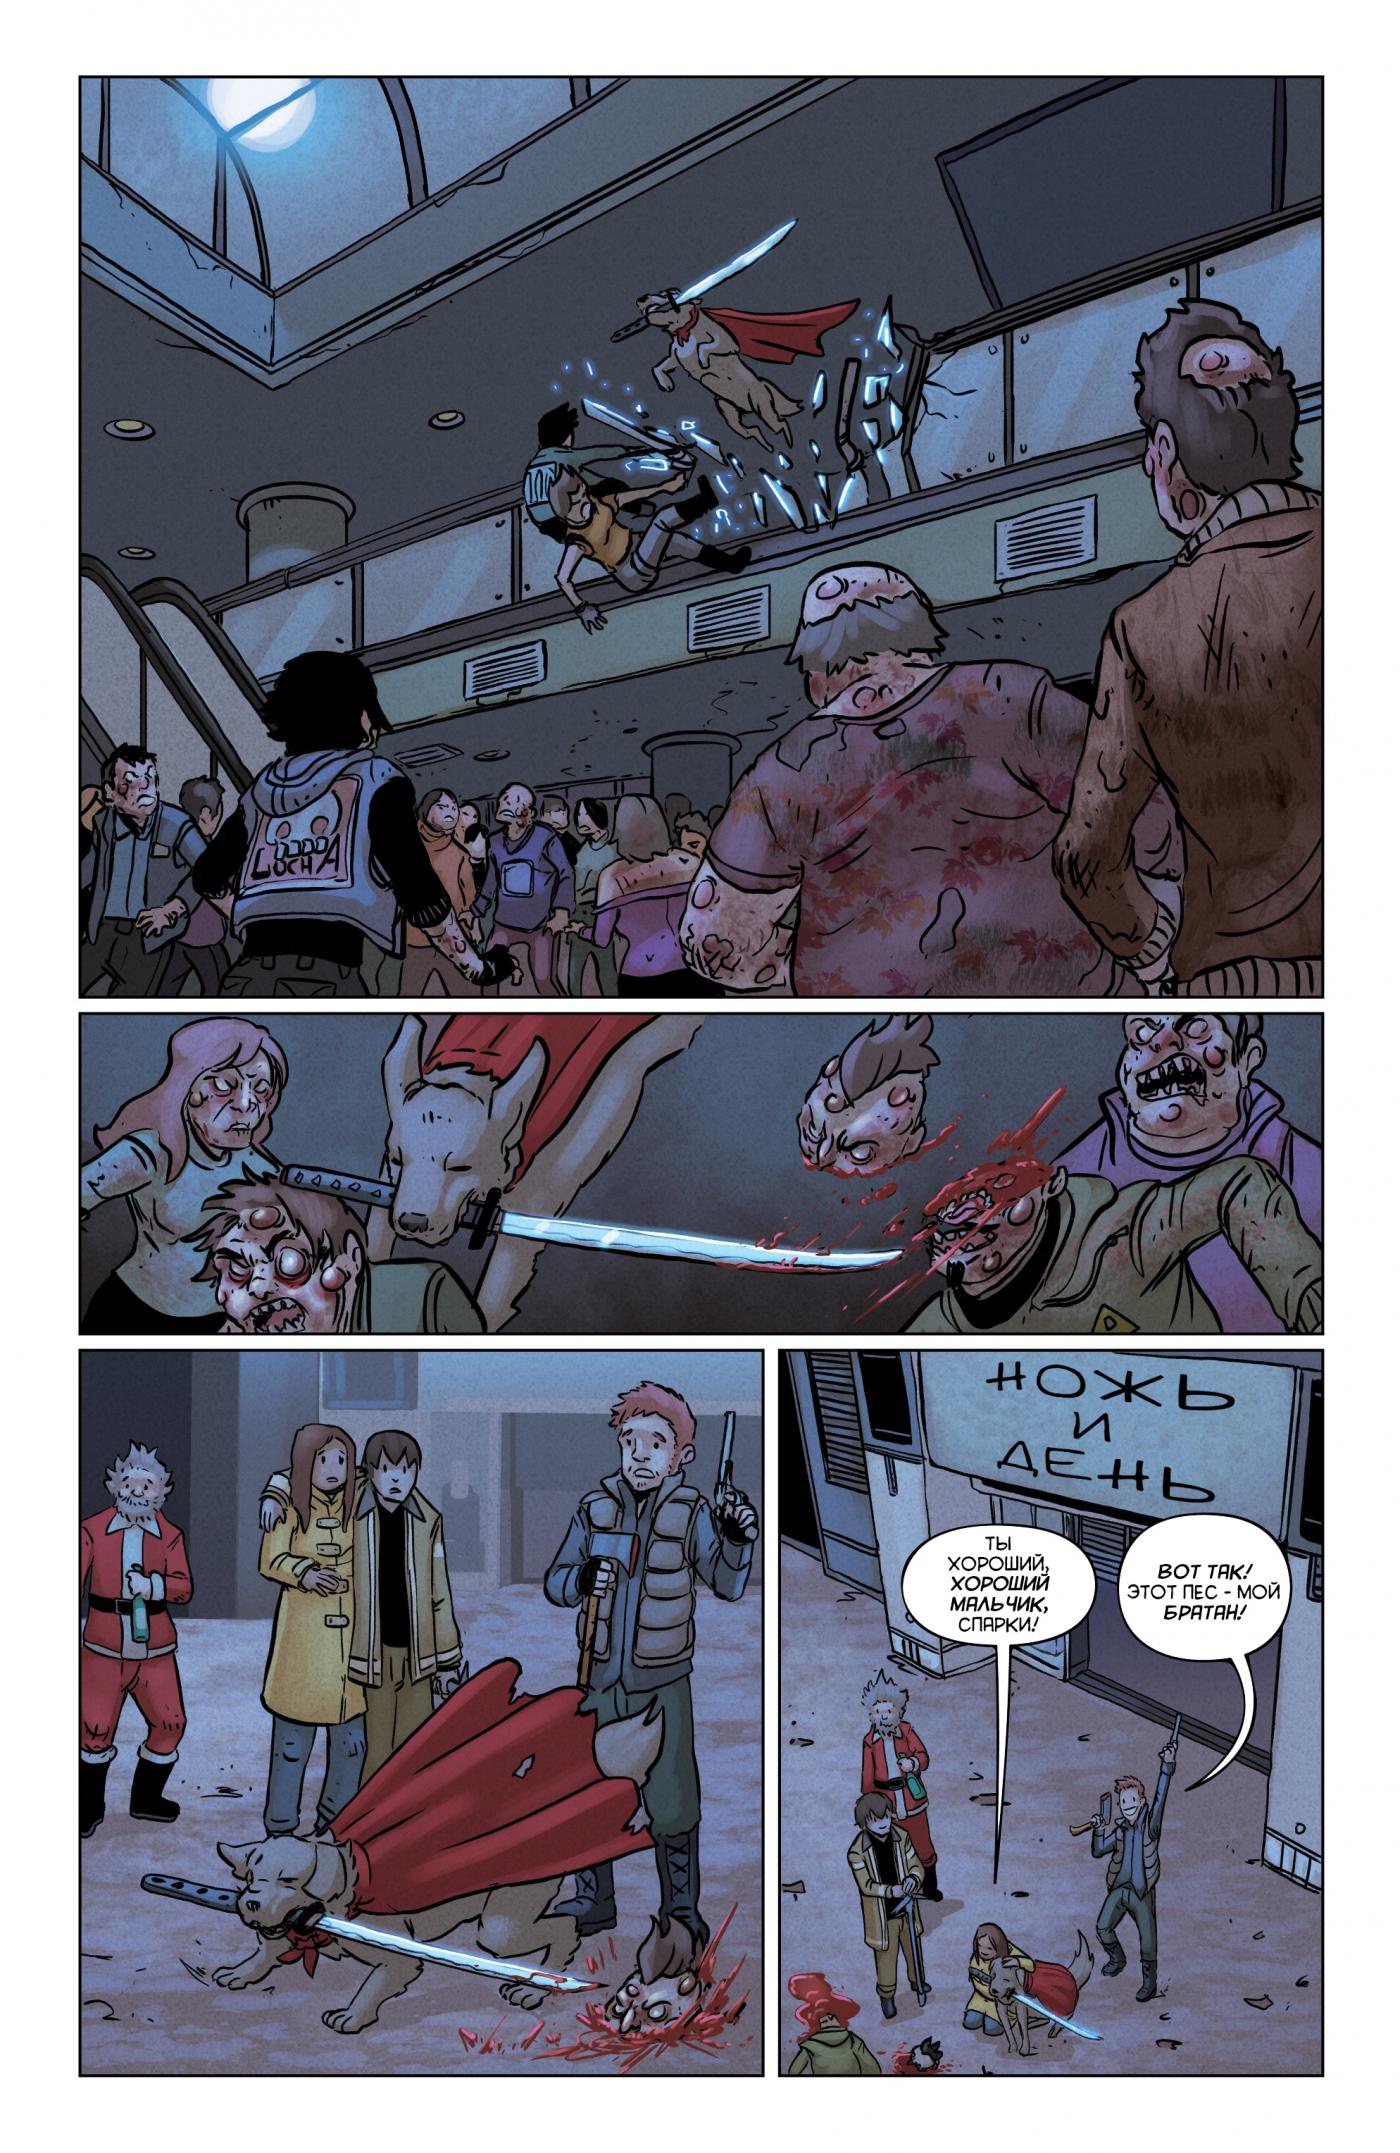 LUCHA
НОЖЬ
И
ДЕНЬ
ТЫ
ХОРОШИЙ,
ХОРОШИЙ
МАЛЬЧИК,
СПАРКИ!
ВОТ ТАК!
ЭТОТ ПЕС - МОЙ
БРАТАН!